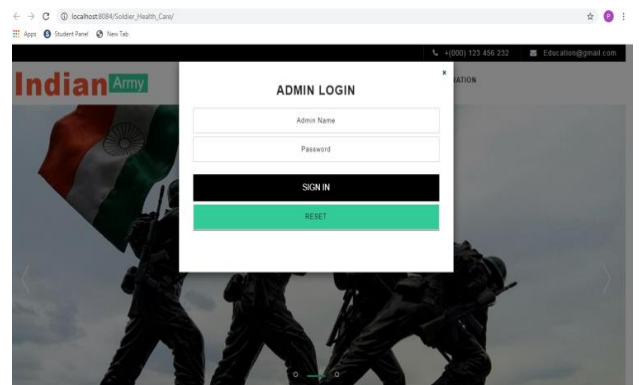 localhost:8084/Soldier_Health_Care/
P
Apps Student Panel New Tab
+(000) 123 456 232 Education@gmail.com
Indian Army
x
VATION
ADMIN LOGIN
Admin Name
Password
SIGN IN
RESET